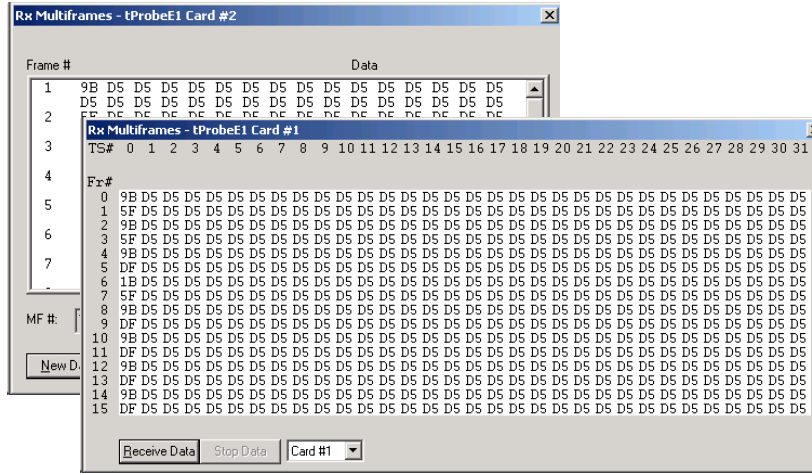 Rx Multiframes - tProbeE1 Card #2
Frame # Data
1 9B D5 D5 D5 D5 D5 D5 D5 D5 D5 D5 D5 D5 D5 D5 D5
D5 D5 D5 D5 D5 D5 D5 D5 D5 D5 D5 D5 D5 D5 D5 D5
2
3
4
5
6
7
MF #:
New
Rx Multiframes - tProbeE1 Card #1
TS# 0 1 2 3 4 5 6 7 8 9 10 11 12 13 14 15 16 17 18 19 20 21 22 23 24 25 26 27 28 29 30 31
Fr#
0 9B D5 D5 D5 D5 D5 D5 D5 D5 D5 D5 D5 D5 D5 D5 D5 D5 D5 D5 D5 D5 D5 D5 D5 D5 D5 D5 D5 D5 D5 D5 D5
1 5F D5 D5 D5 D5 D5 D5 D5 D5 D5 D5 D5 D5 D5 D5 D5 D5 D5 D5 D5 D5 D5 D5 D5 D5 D5 D5 D5 D5 D5 D5 D5
2 9B D5 D5 D5 D5 D5 D5 D5 D5 D5 D5 D5 D5 D5 D5 D5 D5 D5 D5 D5 D5 D5 D5 D5 D5 D5 D5 D5 D5 D5 D5 D5
3 5F D5 D5 D5 D5 D5 D5 D5 D5 D5 D5 D5 D5 D5 D5 D5 D5 D5 D5 D5 D5 D5 D5 D5 D5 D5 D5 D5 D5 D5 D5 D5
4 9B D5 D5 D5 D5 D5 D5 D5 D5 D5 D5 D5 D5 D5 D5 D5 D5 D5 D5 D5 D5 D5 D5 D5 D5 D5 D5 D5 D5 D5 D5 D5
5 DF D5 D5 D5 D5 D5 D5 D5 D5 D5 D5 D5 D5 D5 D5 D5 D5 D5 D5 D5 D5 D5 D5 D5 D5 D5 D5 D5 D5 D5 D5 D5
6 1B D5 D5 D5 D5 D5 D5 D5 D5 D5 D5 D5 D5 D5 D5 D5 D5 D5 D5 D5 D5 D5 D5 D5 D5 D5 D5 D5 D5 D5 D5 D5
7 5F D5 D5 D5 D5 D5 D5 D5 D5 D5 D5 D5 D5 D5 D5 D5 D5 D5 D5 D5 D5 D5 D5 D5 D5 D5 D5 D5 D5 D5 D5 D5
8 9B D5 D5 D5 D5 D5 D5 D5 D5 D5 D5 D5 D5 D5 D5 D5 D5 D5 D5 D5 D5 D5 D5 D5 D5 D5 D5 D5 D5 D5 D5 D5
9 DF D5 D5 D5 D5 D5 D5 D5 D5 D5 D5 D5 D5 D5 D5 D5 D5 D5 D5 D5 D5 D5 D5 D5 D5 D5 D5 D5 D5 D5 D5 D5
10 9B D5 D5 D5 D5 D5 D5 D5 D5 D5 D5 D5 D5 D5 D5 D5 D5 D5 D5 D5 D5 D5 D5 D5 D5 D5 D5 D5 D5 D5 D5 D5
11 DF D5 D5 D5 D5 D5 D5 D5 D5 D5 D5 D5 D5 D5 D5 D5 D5 D5 D5 D5 D5 D5 D5 D5 D5 D5 D5 D5 D5 D5 D5 D5
12 9B D5 D5 D5 D5 D5 D5 D5 D5 D5 D5 D5 D5 D5 D5 D5 D5 D5 D5 D5 D5 D5 D5 D5 D5 D5 D5 D5 D5 D5 D5 D5
13 DF D5 D5 D5 D5 D5 D5 D5 D5 D5 D5 D5 D5 D5 D5 D5 D5 D5 D5 D5 D5 D5 D5 D5 D5 D5 D5 D5 D5 D5 D5 D5
14 9B D5 D5 D5 D5 D5 D5 D5 D5 D5 D5 D5 D5 D5 D5 D5 D5 D5 D5 D5 D5 D5 D5 D5 D5 D5 D5 D5 D5 D5 D5 D5
15 DF D5 D5 D5 D5 D5 D5 D5 D5 D5 D5 D5 D5 D5 D5 D5 D5 D5 D5 D5 D5 D5 D5 D5 D5 D5 D5 D5 D5 D5 D5 D5
Receive Data Stop Data Card #1